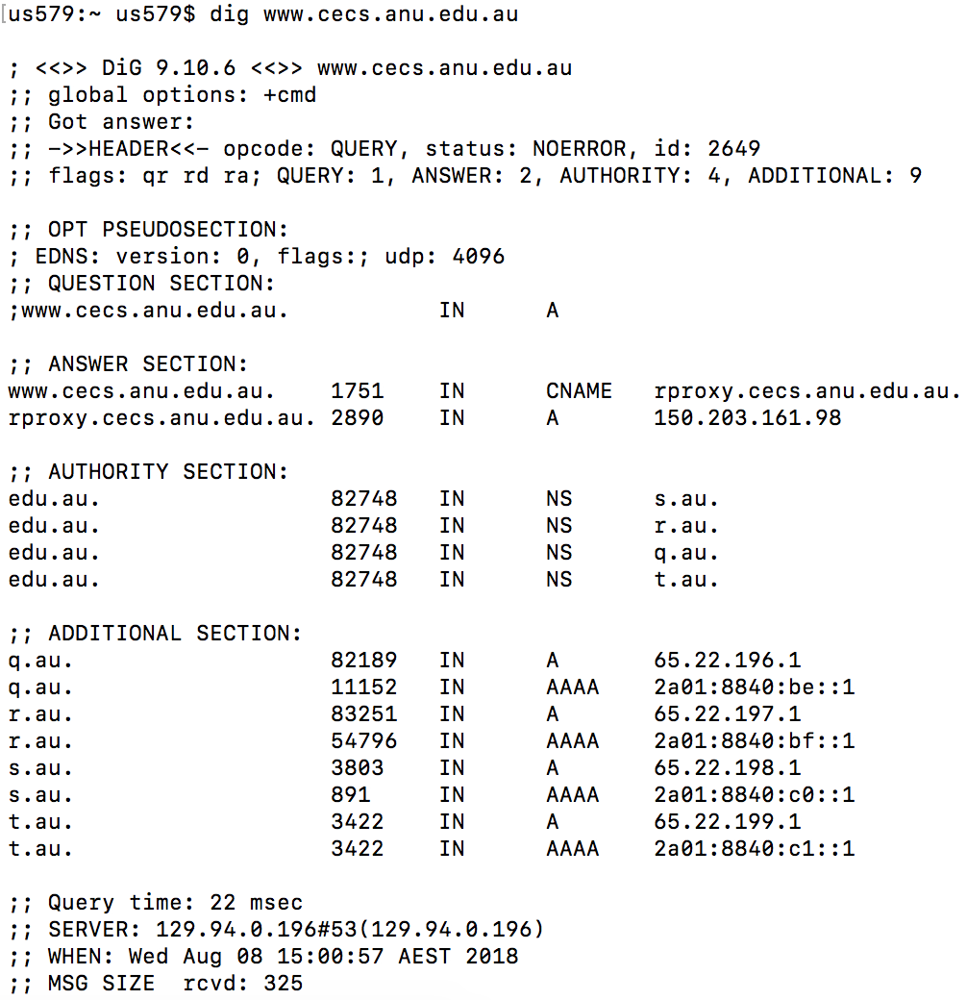 [us579:~ us579$ dig www.cecs.anu.edu.au
; <<>> DiG 9.10.6 <<>> www.cecs.anu.edu.au
;; global options: +cmd
;; Got answer:
;; ->>HEADER<<- opcode: QUERY, status: NOERROR, id: 2649
;; flags: qr rd ra; QUERY: 1, ANSWER: 2, AUTHORITY: 4, ADDITIONAL: 9
;; OPT PSEUDOSECTION:
; EDNS: version: 0, flags:; udp: 4096
;; QUESTION SECTION:
;www.cecs.anu.edu.au. IN A
;; ANSWER SECTION:
www.cecs.anu.edu.au. 1751 IN CNAME rproxy.cecs.anu.edu.au.
rproxy.cecs.anu.edu.au. 2890 IN A 150.203.161.98
;; AUTHORITY SECTION:
edu.au. 82748 IN NS s.au.
edu.au. 82748 IN NS r.au.
edu.au. 82748 IN NS q.au.
edu.au. 82748 IN NS t.au.
;; ADDITIONAL SECTION:
q.au. 82189 IN A 65.22.196.1
q.au. 11152 IN AAAA 2a01:8840:be::1
r.au. 83251 IN A 65.22.197.1
r.au. 54796 IN AAAA 2a01:8840:bf::1
s.au. 3803 IN A 65.22.198.1
s.au. 891 IN AAAA 2a01:8840:c0::1
t.au. 3422 IN A 65.22.199.1
t.au. 3422 IN AAAA 2a01:8840:c1::1
;; Query time: 22 msec
;; SERVER: 129.94.0.196#53(129.94.0.196)
;; WHEN: Wed Aug 08 15:00:57 AEST 2018
;; MSG SIZE rcvd: 325